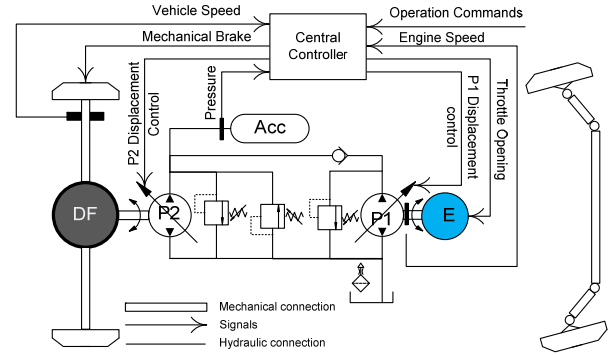 Vehicle Speed
Operation Commands
Mechanical Brake
Central
Controller
Engine Speed
P2 Displacement
Control
Pressure
P1 Displacement
control
Throttle Opening
Acc
DF
P2
P1
E
Mechanical connection
Signals
Hydraulic connection